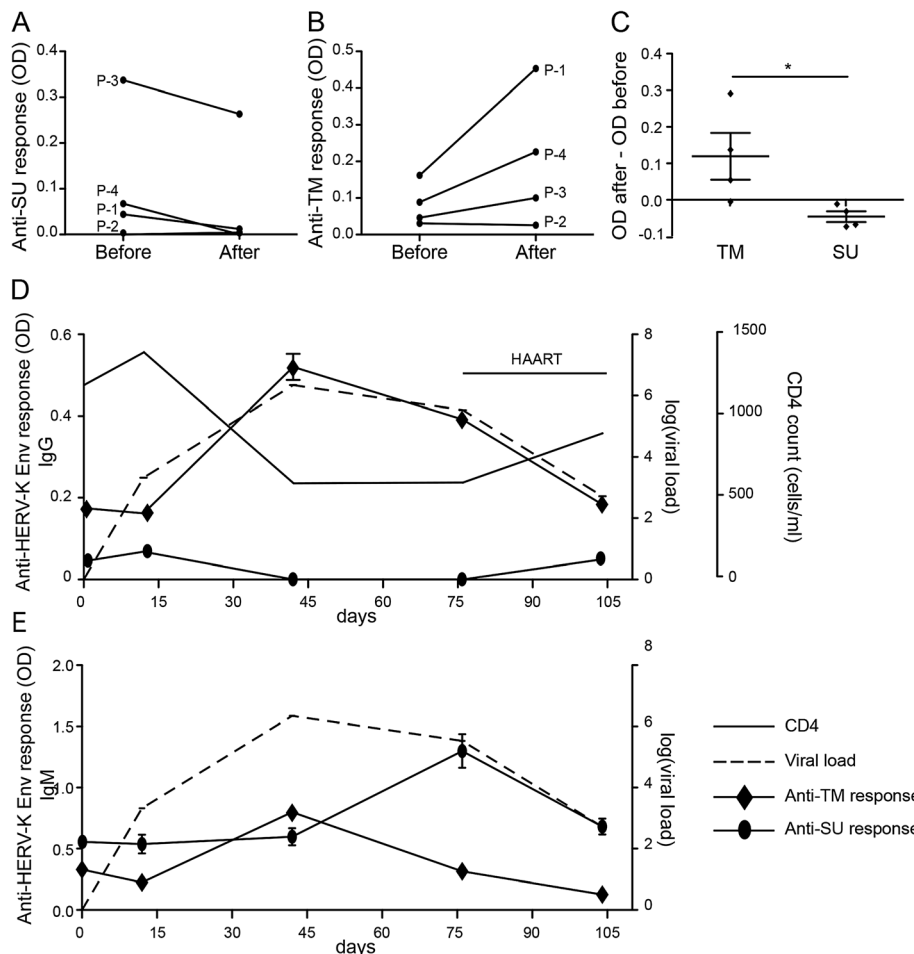 A
Anti-SU response (OD)
0.4
0.3
0.2
0.1
0.0
P-3
P-4
P-1
P-2
Before
After
B
Anti-TM response (OD)
0.5
0.4
0.3
0.2
0.1
0.0
P-1
P-4
P-3
P-2
Before
After
C
OD after - OD before
0.4
0.3
0.2
0.1
-0.0
-0.1
*
TM
SU
D
Anti-HERV-K Env response (OD)
IgG
0.6
0.4
0.2
0
0 15 30 45 60 75 90 105
days
HAART
8
6
4
2
0
log(viral load)
1500
1000
500
0
CD4 count (cells/ml)
E
Anti-HERV-K Env response (OD)
IgM
2.0
1.5
1.0
0.5
0.0
0 15 30 45 60 75 90 105
days
8
6
4
2
0
log(viral load)
CD4
Viral load
Anti-TM response
Anti-SU response